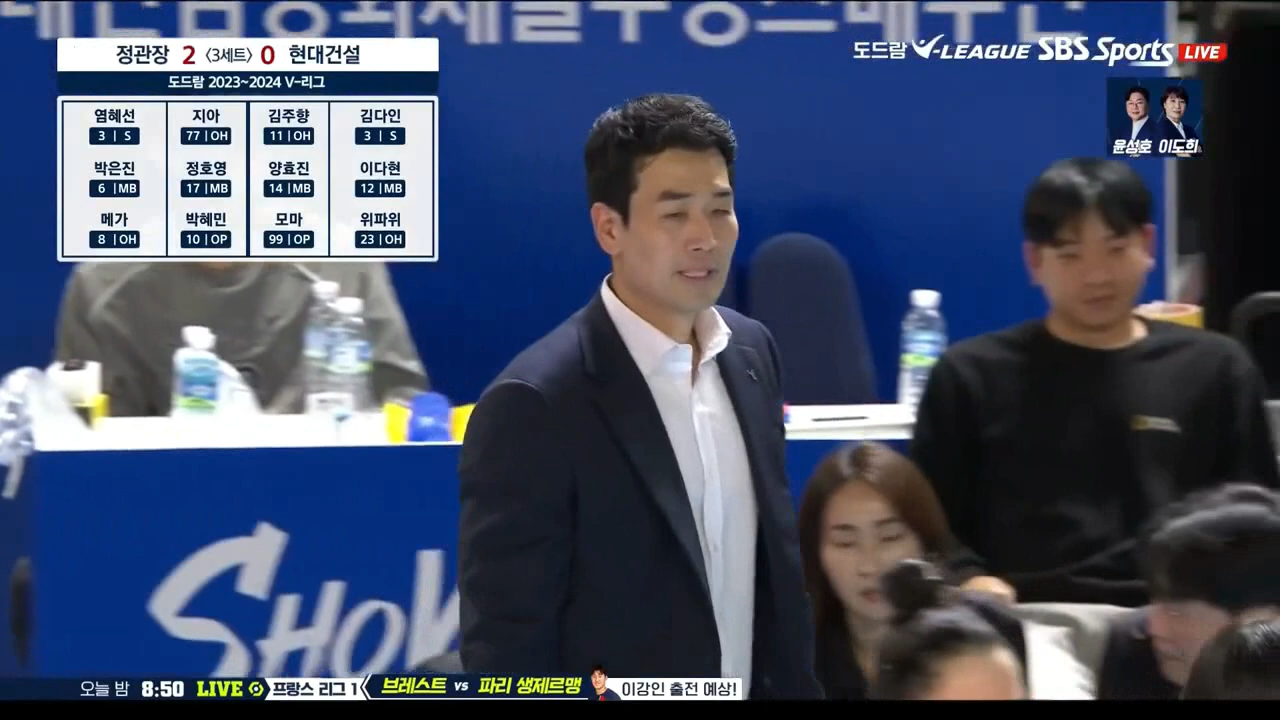 정관장 2 〈3세트〉 0 현대건설
도드람 2023~2024 V-리그
염혜선 지아 김주향 김다인
3 | S 77 | OH 11 | OH 3 | S
박은진 정호영 양효진 이다현
6 | MB 17 | MB 14 | MB 12 | MB
메가 박혜민 모마 위파위
8 | OH 10 | OP 99 | OP 23 | OH
도드람 V-LEAGUE SBS Sports LIVE
윤성호 이도희
SHOW
오늘 밤 8:50 LIVE 프랑스 리그 1 브레스트 vs 파리 생제르맹 이강인 출전 예상!